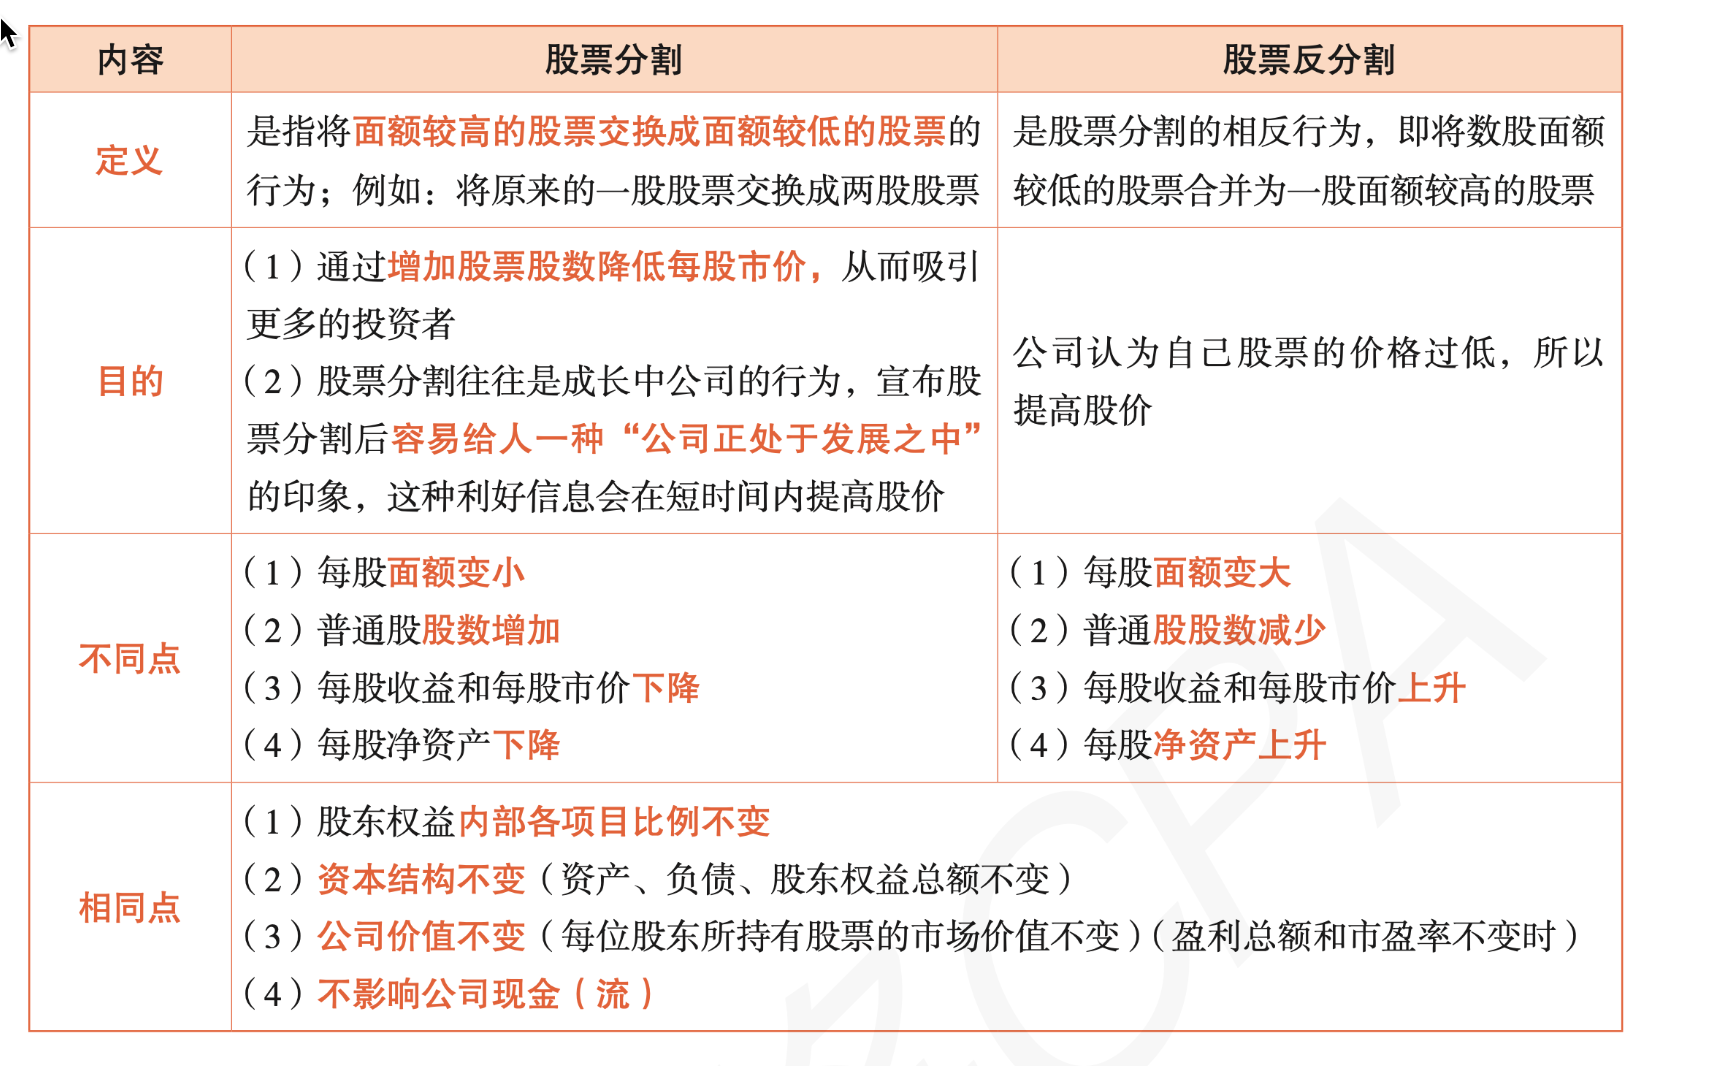 内容 股票分割 股票反分割
定义
是指将面额较高的股票交换成面额较低的股票的
行为；例如：将原来的一股股票交换成两股股票
是股票分割的相反行为，即将数股面额
较低的股票合并为一股面额较高的股票
目的
（1）通过增加股票股数降低每股市价，从而吸引
更多的投资者
（2）股票分割往往是成长中公司的行为，宣布股
票分割后容易给人一种“公司正处于发展之中”
的印象，这种利好信息会在短时间内提高股价
公司认为自己股票的价格过低，所以
提高股价
不同点
（1）每股面额变小
（2）普通股股数增加
（3）每股收益和每股市价下降
（4）每股净资产下降
（1）每股面额变大
（2）普通股股数减少
（3）每股收益和每股市价上升
（4）每股净资产上升
相同点
（1）股东权益内部各项目比例不变
（2）资本结构不变（资产、负债、股东权益总额不变）
（3）公司价值不变（每位股东所持有股票的市场价值不变）（盈利总额和市盈率不变时）
（4）不影响公司现金（流）
CPA